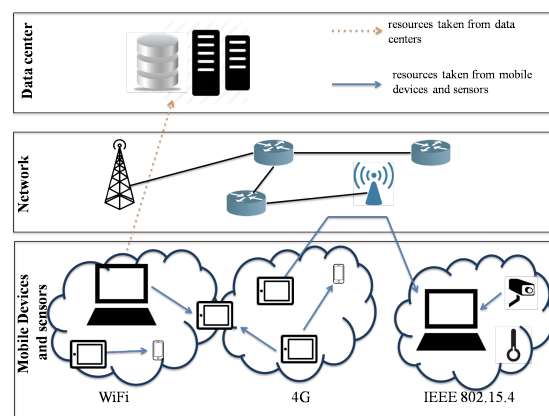 Data center
resources taken from data
centers
resources taken from mobile
devices and sensors
Network
Mobile Devices
and sensors
WiFi
4G
IEEE 802.15.4